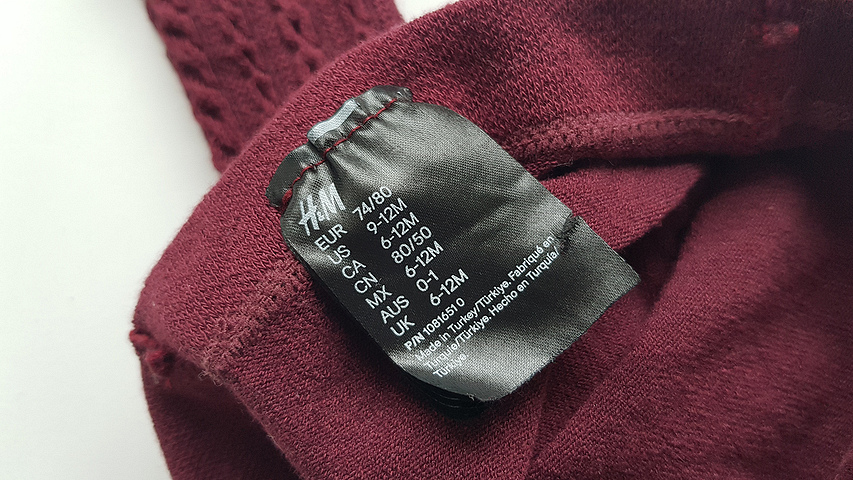 H&M
EUR 74/80
US 9-12M
CA 6-12M
CN 80/50
MX 6-12M
AUS 0-1
UK 6-12M
P/N 10816510
Made in Turkey/Türkiye. Fabriqué en
Turquie/Türkiye. Hecho en Turquía/
Türkiye